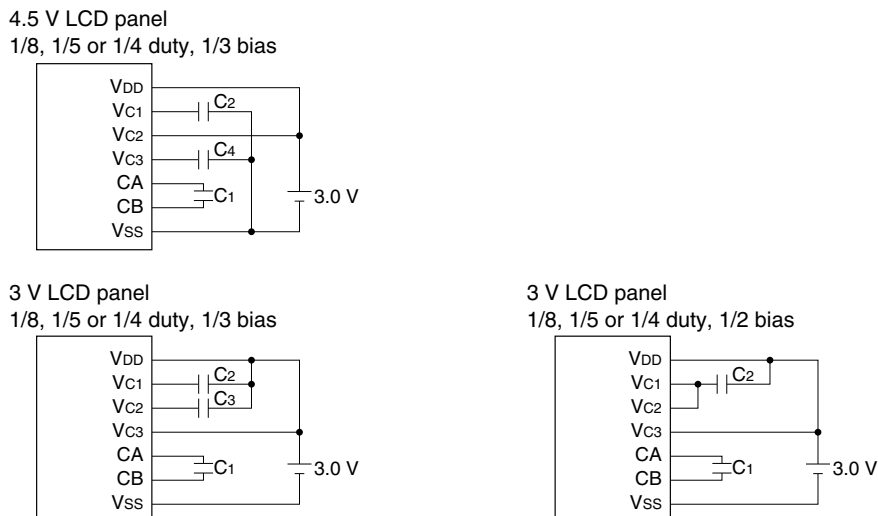 4.5 V LCD panel
1/8, 1/5 or 1/4 duty, 1/3 bias
VDD
VC1
C2
VC2
VC3
C4
CA
C1
3.0 V
CB
VSS
3 V LCD panel
1/8, 1/5 or 1/4 duty, 1/3 bias
VDD
VC1
C2
VC2
C3
VC3
CA
C1
3.0 V
CB
VSS
3 V LCD panel
1/8, 1/5 or 1/4 duty, 1/2 bias
VDD
VC1
C2
VC2
VC3
CA
C1
3.0 V
CB
VSS